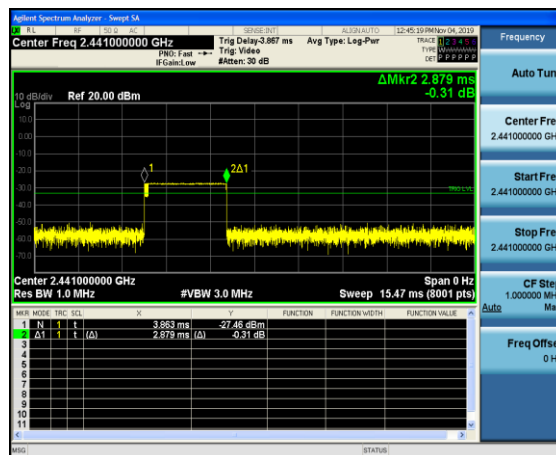 Agilent Spectrum Analyzer - Swept SA
RL RF 50 Ω AC SENSE:INT ALIGN AUTO 12:45:19 PM Nov 04, 2019
Center Freq 2.441000000 GHz Trig Delay-3.867 ms Avg Type: Log-Pwr TRACE 1 2 3 4 5 6
PNO: Fast Trig: Video TYPE
IFGain:Low #Atten: 30 dB DET P P P P P P
ΔMkr2 2.879 ms
10 dB/div Ref 20.00 dBm -0.31 dB
Log
10.0
0.00
-10.0
-20.0
1 2Δ1
-30.0
TRIG LVL
-40.0
-50.0
-60.0
-70.0
Center 2.441000000 GHz Span 0 Hz
Res BW 1.0 MHz #VBW 3.0 MHz Sweep 15.47 ms (8001 pts)
MKR MODE TRC SCL X Y FUNCTION FUNCTION WIDTH FUNCTION VALUE
1 N 1 t 3.863 ms -27.46 dBm
2 Δ1 1 t (Δ) 2.879 ms (Δ) -0.31 dB
3
4
5
6
7
8
9
10
11
MSG STATUS
Frequency
Auto Tun
Center Fre
2.441000000 GH
Start Fre
2.441000000 GH
Stop Fre
2.441000000 GH
CF Ste
1.000000 MH
Auto Ma
Freq Offse
0 H